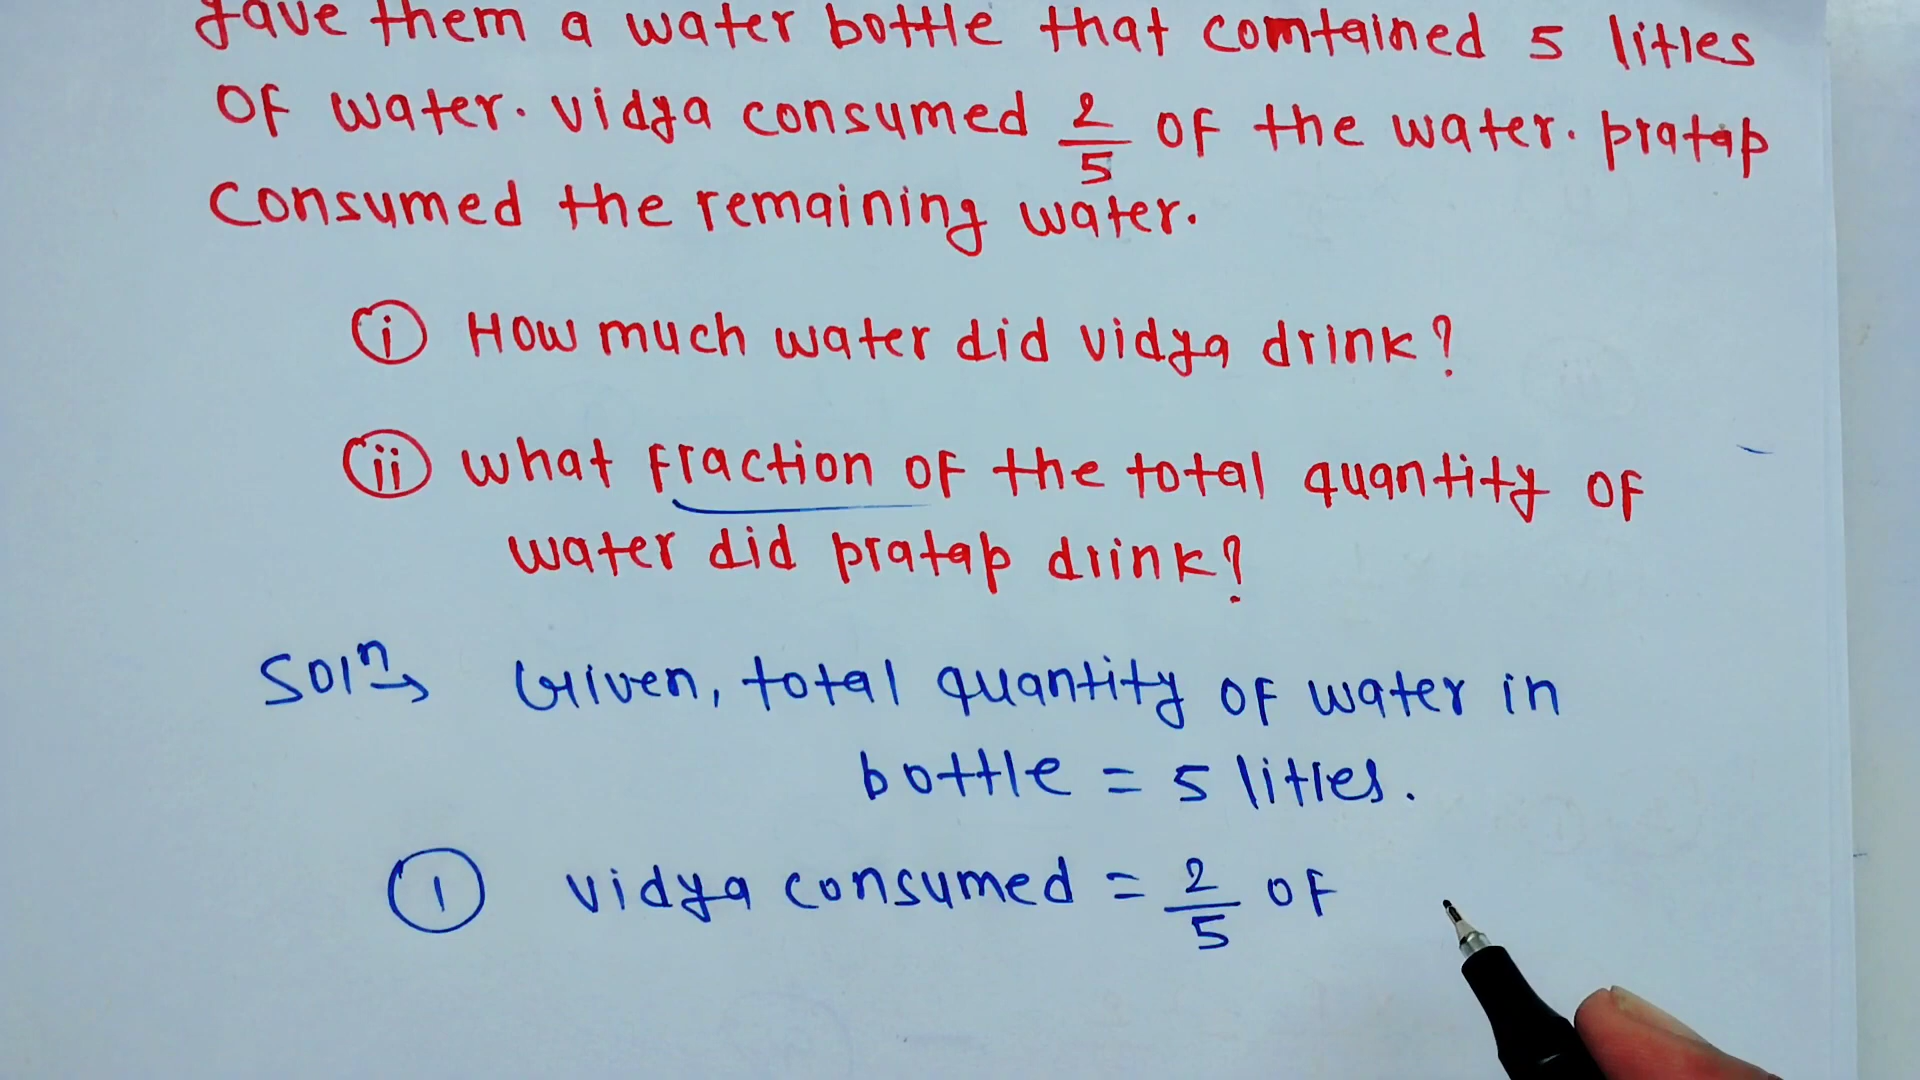 gave them a water bottle that comtained 5 litres
of water. vidya consumed 2/5 of the water. pratap
consumed the remaining water.
(i) How much water did vidya drink?
(ii) what fraction of the total quantity of
water did pratap drink?
Solⁿ→ Given, total quantity of water in
bottle = 5 litres.
(1) vidya consumed = 2/5 of